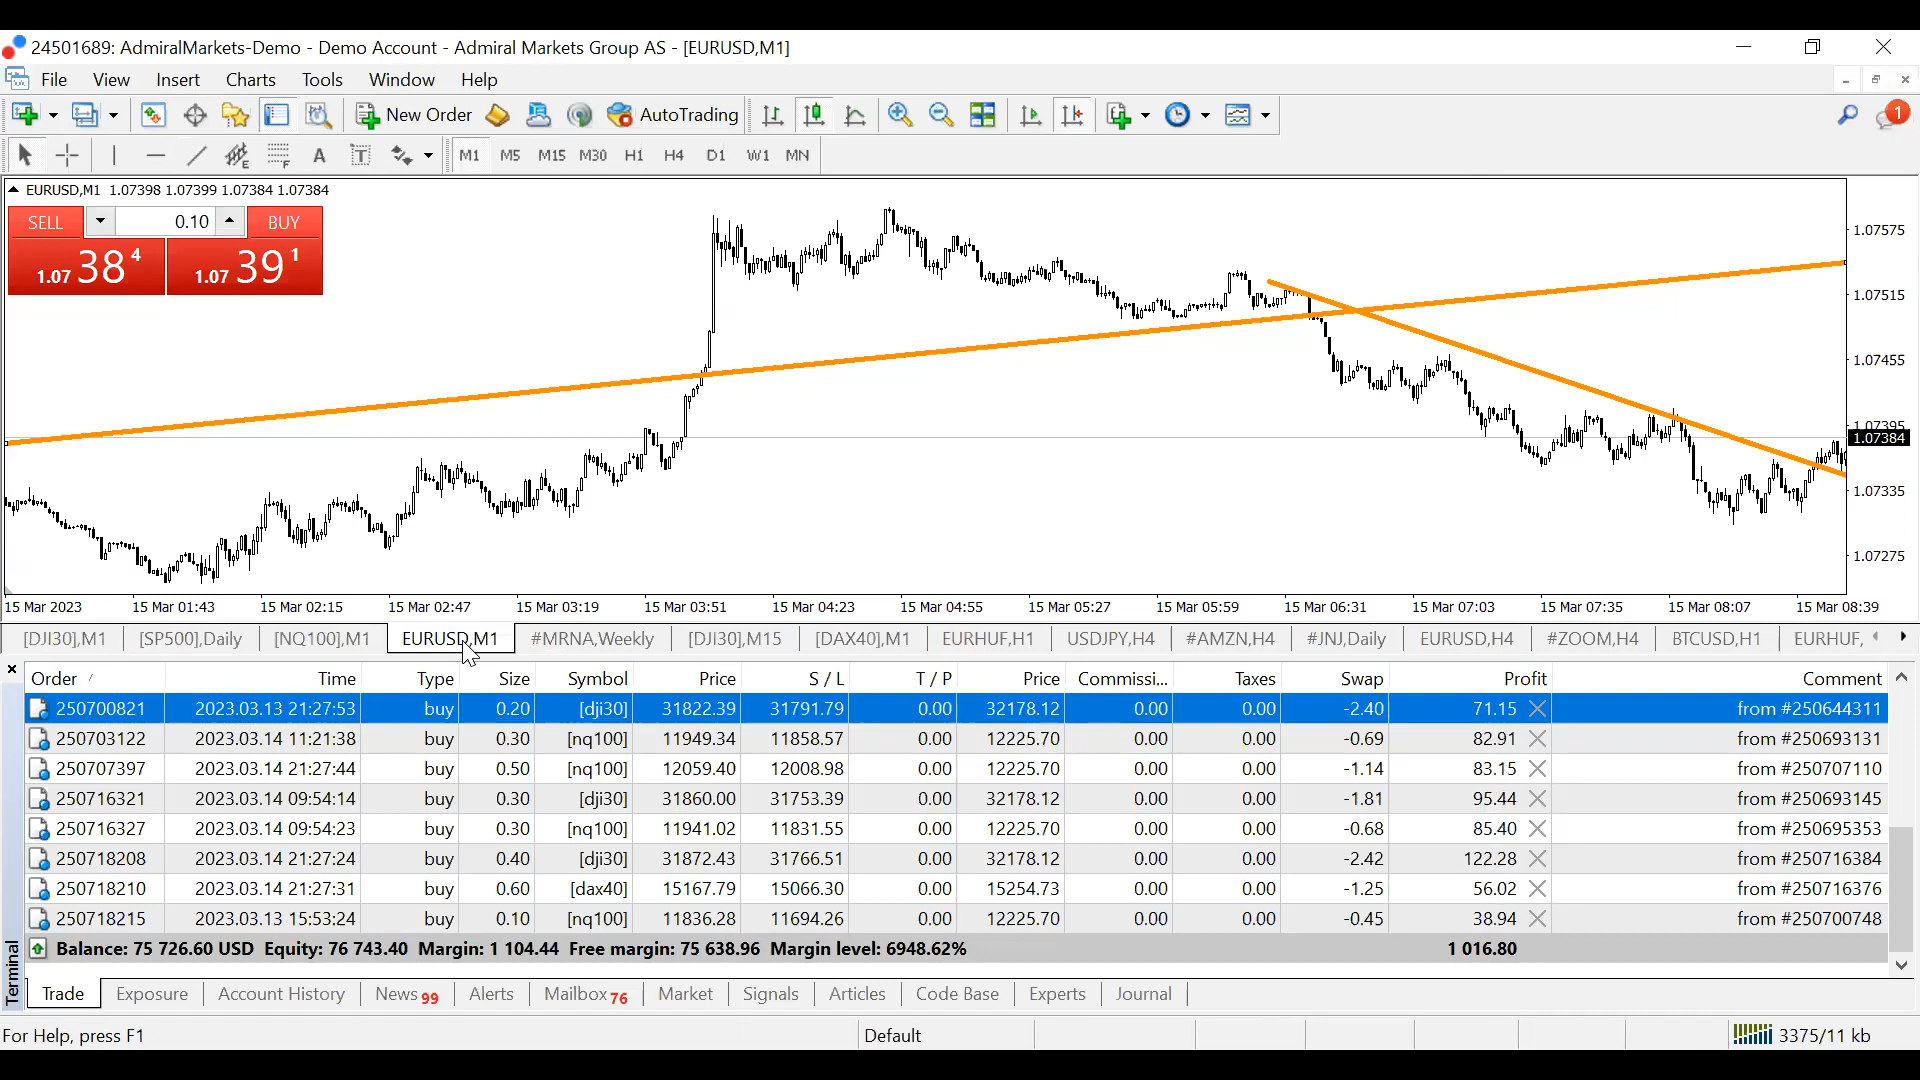 24501689: AdmiralMarkets-Demo - Demo Account - Admiral Markets Group AS - [EURUSD,M1]
File View Insert Charts Tools Window Help
New Order AutoTrading 1
E F A T M1 M5 M15 M30 H1 H4 D1 W1 MN
EURUSD,M1 1.07398 1.07399 1.07384 1.07384
SELL 0.10 BUY
1.07 38 4 1.07 39 1
1.07575
1.07515
1.07455
1.07395
1.07384
1.07335
1.07275
15 Mar 2023 15 Mar 01:43 15 Mar 02:15 15 Mar 02:47 15 Mar 03:19 15 Mar 03:51 15 Mar 04:23 15 Mar 04:55 15 Mar 05:27 15 Mar 05:59 15 Mar 06:31 15 Mar 07:03 15 Mar 07:35 15 Mar 08:07 15 Mar 08:39
[DJI30],M1 [SP500],Daily [NQ100],M1 EURUSD,M1 #MRNA,Weekly [DJI30],M15 [DAX40],M1 EURHUF,H1 USDJPY,H4 #AMZN,H4 #JNJ,Daily EURUSD,H4 #ZOOM,H4 BTCUSD,H1 EURHUF,
Order / Time Type Size Symbol Price S / L T / P Price Commissi... Taxes Swap Profit Comment
250700821 2023.03.13 21:27:53 buy 0.20 [dji30] 31822.39 31791.79 0.00 32178.12 0.00 0.00 -2.40 71.15 from #250644311
250703122 2023.03.14 11:21:38 buy 0.30 [nq100] 11949.34 11858.57 0.00 12225.70 0.00 0.00 -0.69 82.91 from #250693131
250707397 2023.03.14 21:27:44 buy 0.50 [nq100] 12059.40 12008.98 0.00 12225.70 0.00 0.00 -1.14 83.15 from #250707110
250716321 2023.03.14 09:54:14 buy 0.30 [dji30] 31860.00 31753.39 0.00 32178.12 0.00 0.00 -1.81 95.44 from #250693145
250716327 2023.03.14 09:54:23 buy 0.30 [nq100] 11941.02 11831.55 0.00 12225.70 0.00 0.00 -0.68 85.40 from #250695353
250718208 2023.03.14 21:27:24 buy 0.40 [dji30] 31872.43 31766.51 0.00 32178.12 0.00 0.00 -2.42 122.28 from #250716384
250718210 2023.03.14 21:27:31 buy 0.60 [dax40] 15167.79 15066.30 0.00 15254.73 0.00 0.00 -1.25 56.02 from #250716376
250718215 2023.03.13 15:53:24 buy 0.10 [nq100] 11836.28 11694.26 0.00 12225.70 0.00 0.00 -0.45 38.94 from #250700748
Balance: 75 726.60 USD Equity: 76 743.40 Margin: 1 104.44 Free margin: 75 638.96 Margin level: 6948.62% 1 016.80
Terminal
Trade Exposure Account History News 99 Alerts Mailbox 76 Market Signals Articles Code Base Experts Journal
For Help, press F1 Default 3375/11 kb